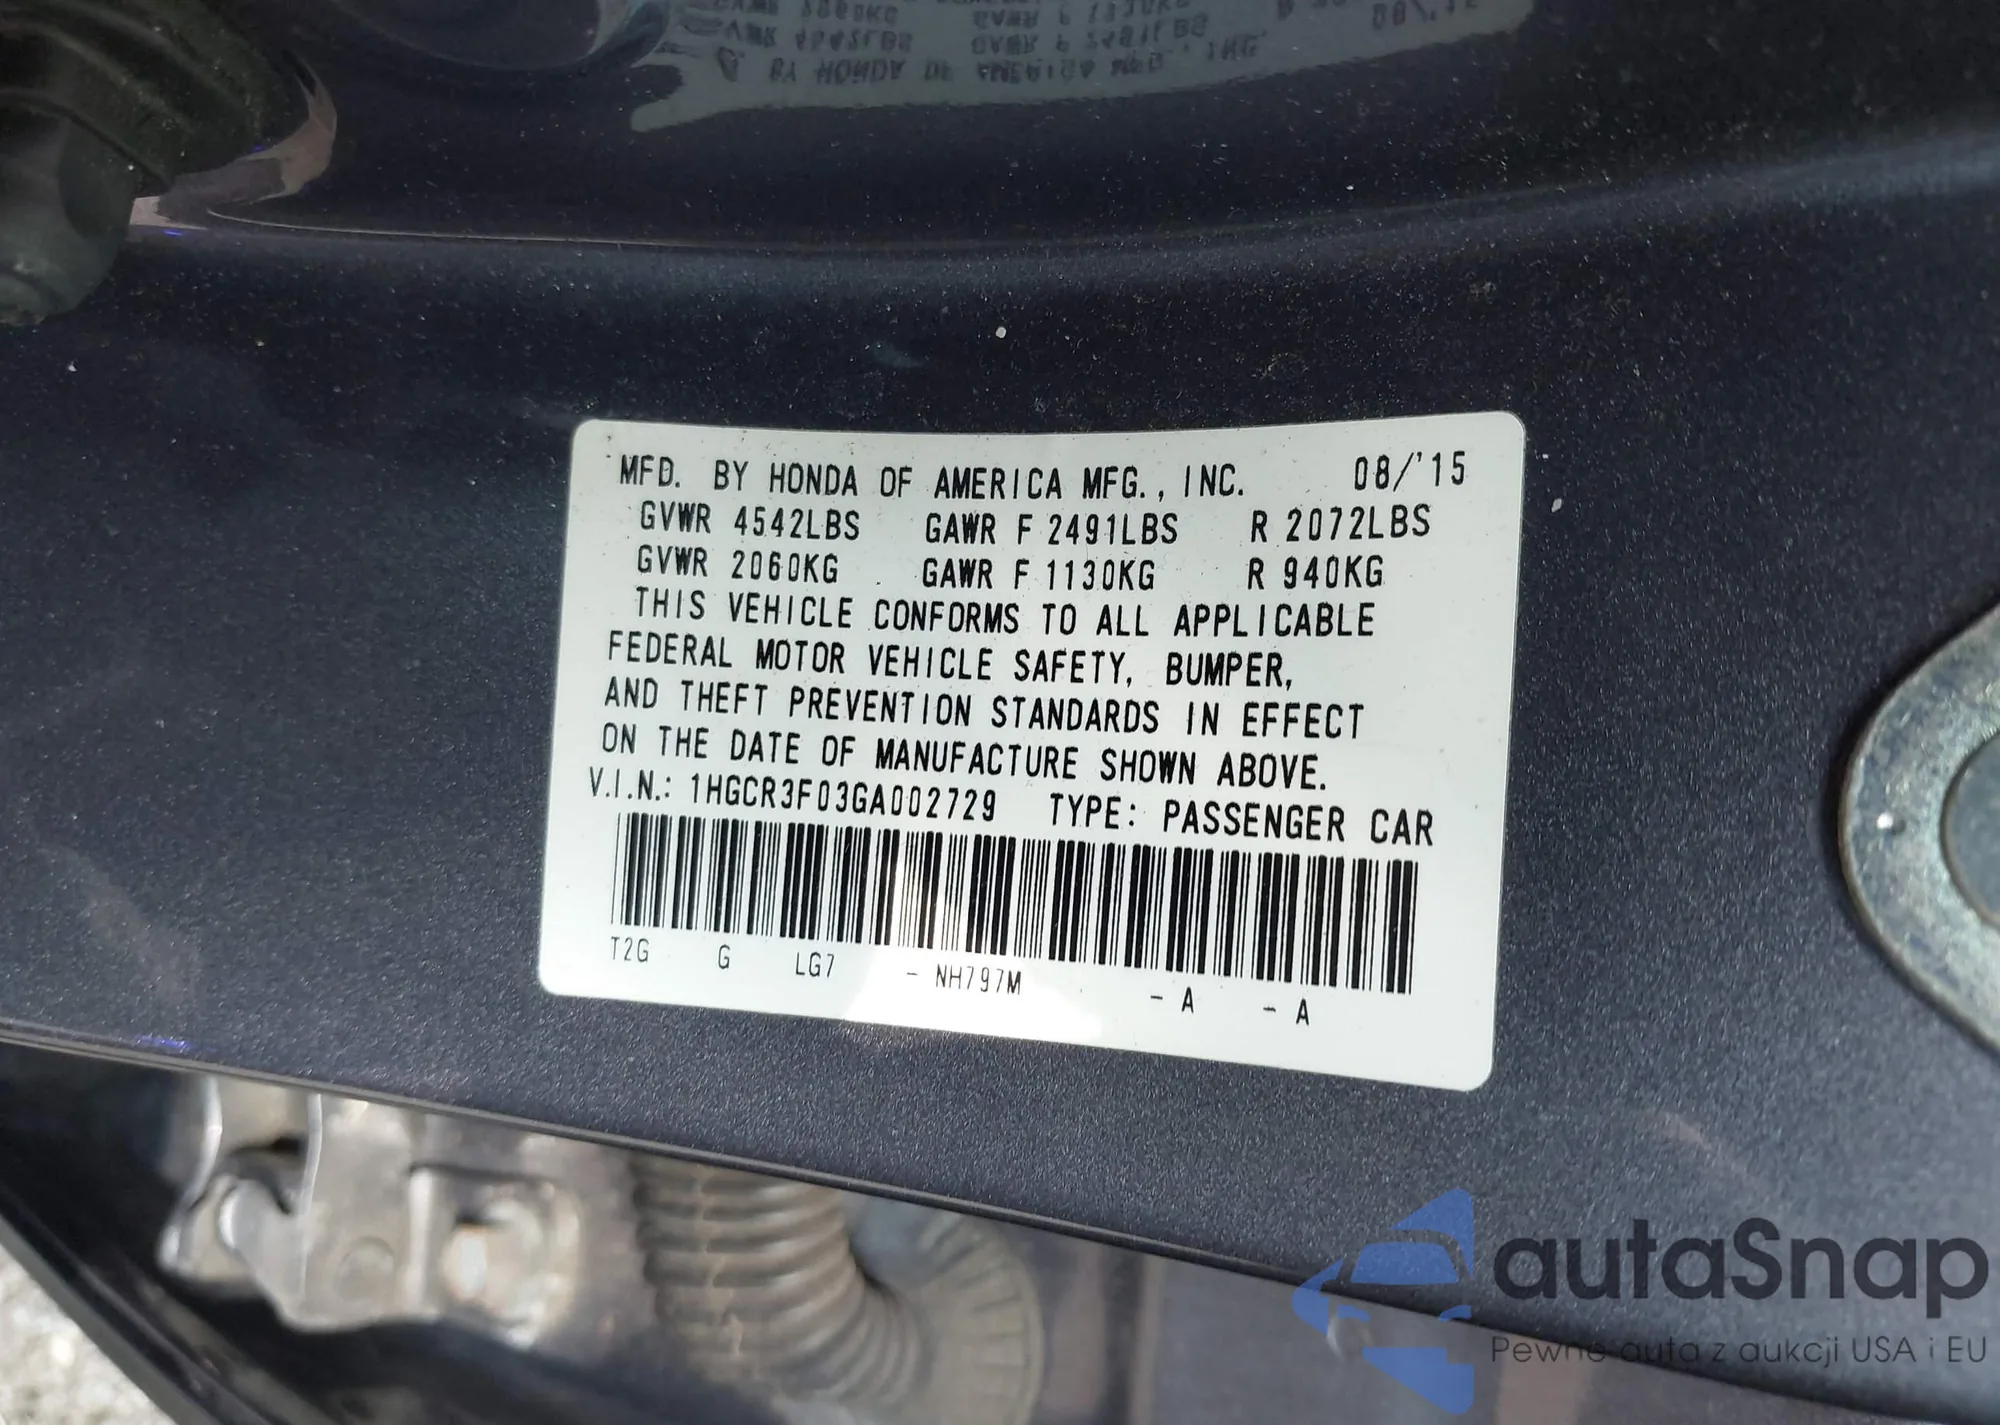 MFD. BY HONDA OF AMERICA MFG., INC. 08/'15
GVWR 4542LBS GAWR F 2491LBS R 2072LBS
GVWR 2060KG GAWR F 1130KG R 940KG
THIS VEHICLE CONFORMS TO ALL APPLICABLE
FEDERAL MOTOR VEHICLE SAFETY, BUMPER,
AND THEFT PREVENTION STANDARDS IN EFFECT
ON THE DATE OF MANUFACTURE SHOWN ABOVE.
V.I.N.: 1HGCR3F03GA002729 TYPE: PASSENGER CAR
T2G G LG7 - NH797M - A - A
autaSnap
Pewne auta z aukcji USA i EU